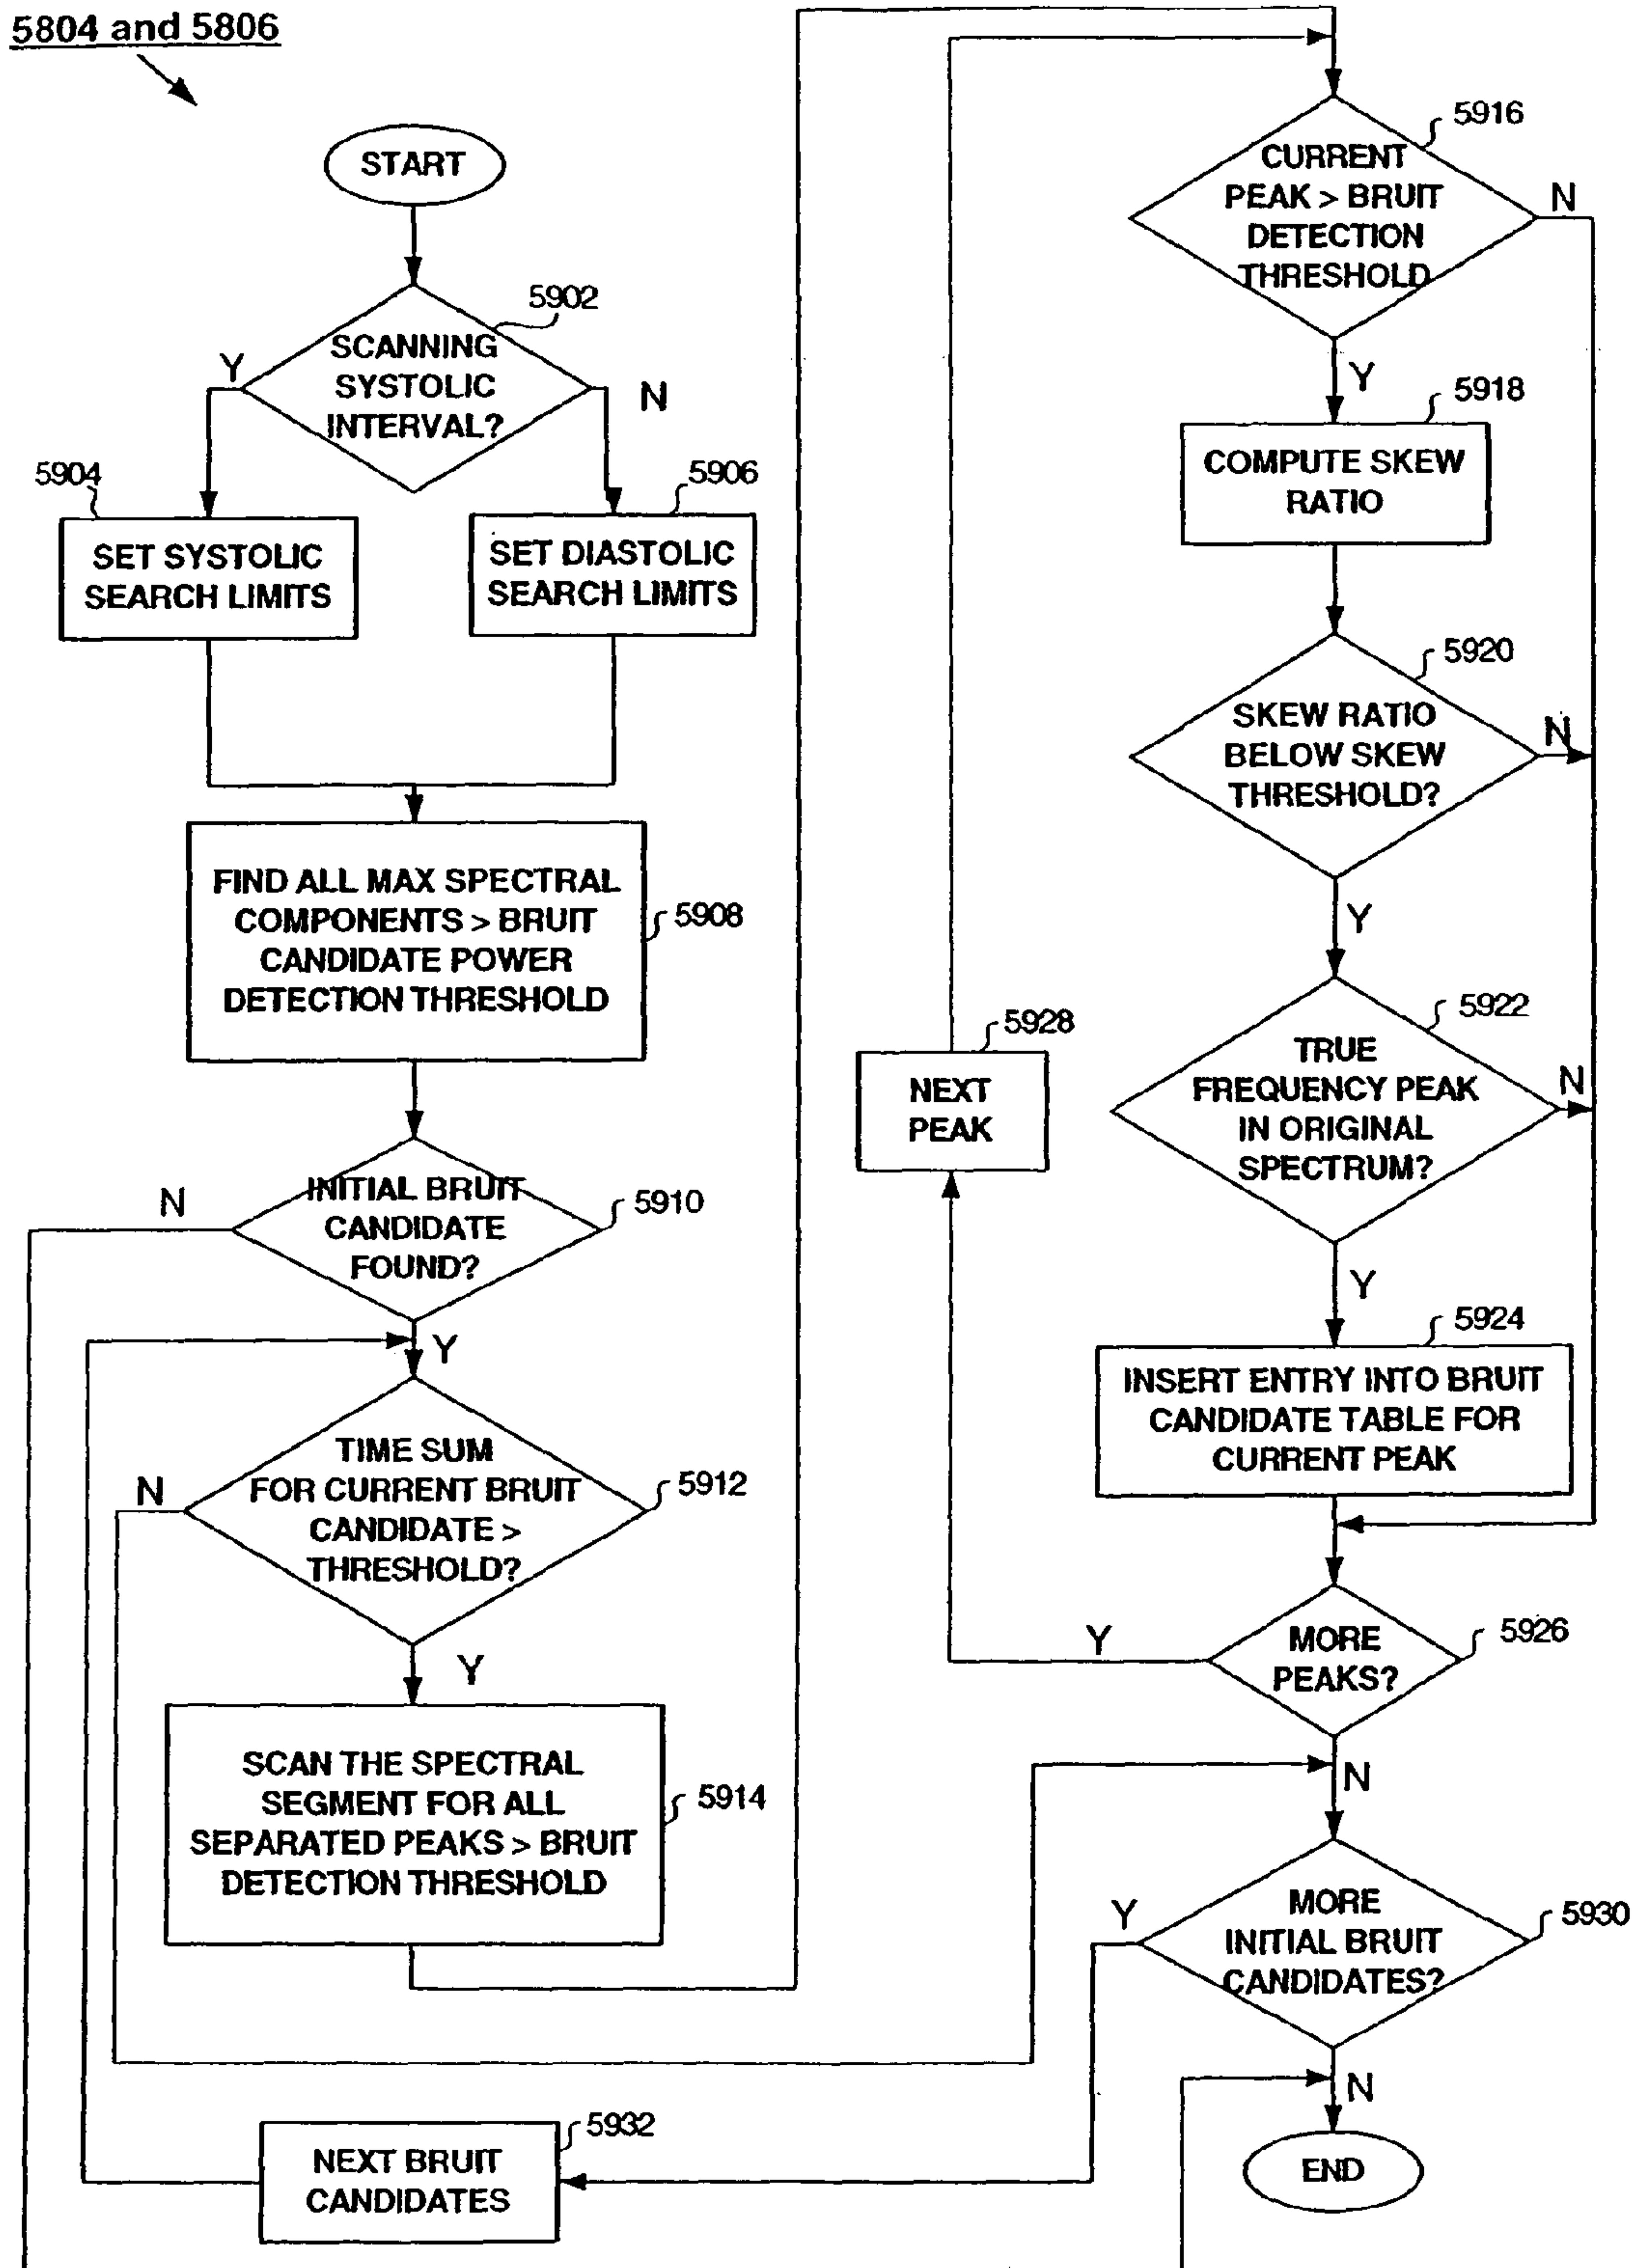 5804 and 5806
START
5902
SCANNING
SYSTOLIC
INTERVAL?
Y
N
5904
SET SYSTOLIC
SEARCH LIMITS
5906
SET DIASTOLIC
SEARCH LIMITS
FIND ALL MAX SPECTRAL
COMPONENTS > BRUIT
CANDIDATE POWER
DETECTION THRESHOLD
5908
INITIAL BRUIT
CANDIDATE
FOUND?
5910
N
Y
TIME SUM
FOR CURRENT BRUIT
CANDIDATE >
THRESHOLD?
5912
N
Y
SCAN THE SPECTRAL
SEGMENT FOR ALL
SEPARATED PEAKS > BRUIT
DETECTION THRESHOLD
5914
5916
CURRENT
PEAK > BRUIT
DETECTION
THRESHOLD
N
Y
5918
COMPUTE SKEW
RATIO
5920
SKEW RATIO
BELOW SKEW
THRESHOLD?
N
Y
5922
TRUE
FREQUENCY PEAK
IN ORIGINAL
SPECTRUM?
N
Y
5924
INSERT ENTRY INTO BRUIT
CANDIDATE TABLE FOR
CURRENT PEAK
MORE
PEAKS?
5926
Y
N
5928
NEXT
PEAK
MORE
INITIAL BRUIT
CANDIDATES?
5930
Y
N
5932
NEXT BRUIT
CANDIDATES
END